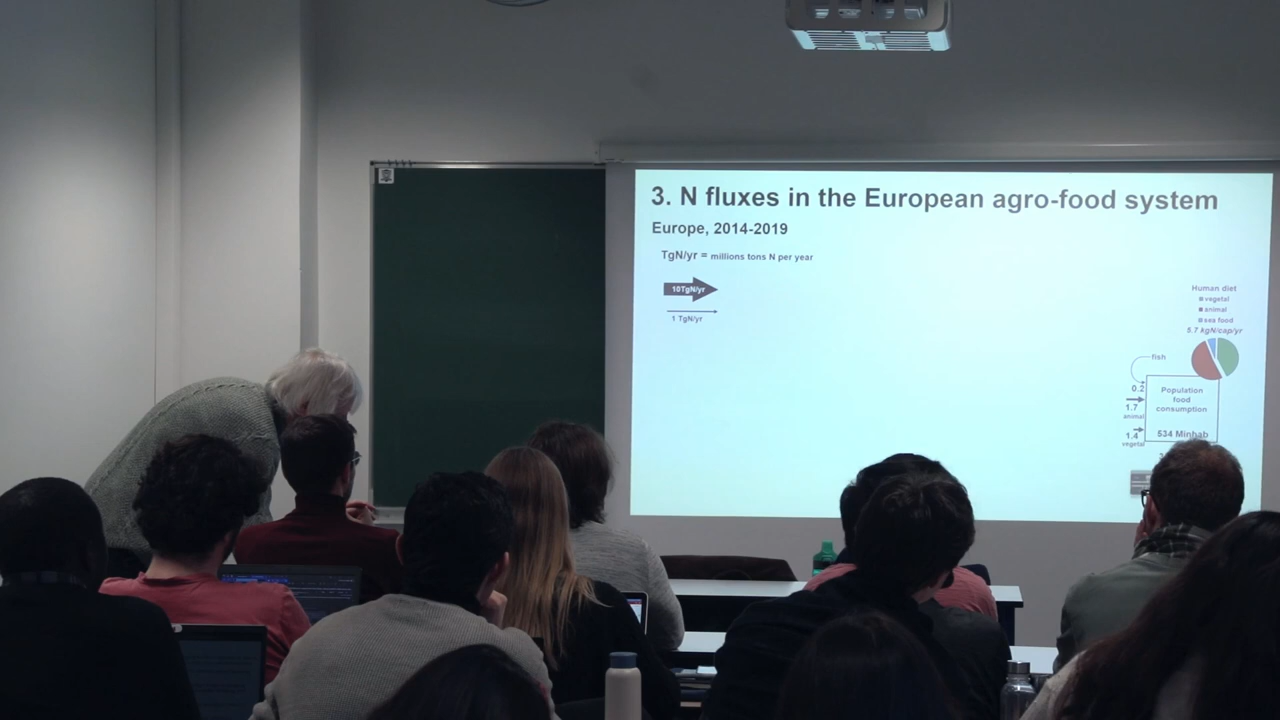 3. N fluxes in the European agro-food system
Europe, 2014-2019
TgN/yr = millions tons N per year
10TgN/yr
1 TgN/yr
Human diet
vegetal
animal
sea food
5.7 kgN/cap/yr
fish
0.2
1.7
animal
1.4
vegetal
Population
food
consumption
534 Minhab